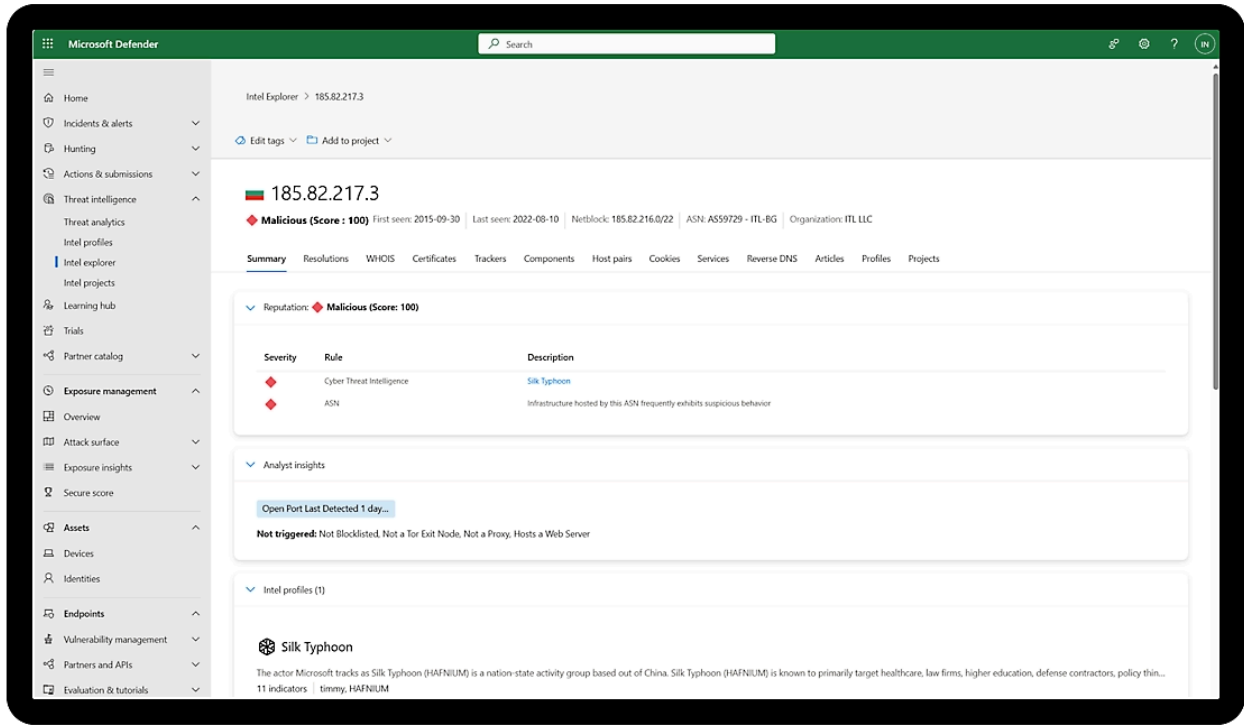 Microsoft Defender
Search
IN
Home
Incidents & alerts
Hunting
Actions & submissions
Threat intelligence
Threat analytics
Intel profiles
Intel explorer
Intel projects
Learning hub
Trials
Partner catalog
Exposure management
Overview
Attack surface
Exposure insights
Secure score
Assets
Devices
Identities
Endpoints
Vulnerability management
Partners and APIs
Evaluation & tutorials
Intel Explorer > 185.82.217.3
Edit tags Add to project
185.82.217.3
Malicious (Score : 100) First seen: 2015-09-30 Last seen: 2022-08-10 Netblock: 185.82.216.0/22 ASN: AS59729 - ITL-BG Organization: ITL LLC
Summary Resolutions WHOIS Certificates Trackers Components Host pairs Cookies Services Reverse DNS Articles Profiles Projects
Reputation: Malicious (Score: 100)
Severity Rule Description
Cyber Threat Intelligence Silk Typhoon
ASN Infrastructure hosted by this ASN frequently exhibits suspicious behavior
Analyst insights
Open Port Last Detected 1 day...
Not triggered: Not Blocklisted, Not a Tor Exit Node, Not a Proxy, Hosts a Web Server
Intel profiles (1)
Silk Typhoon
The actor Microsoft tracks as Silk Typhoon (HAFNIUM) is a nation-state activity group based out of China. Silk Typhoon (HAFNIUM) is known to primarily target healthcare, law firms, higher education, defense contractors, policy thin...
11 indicators timmy, HAFNIUM